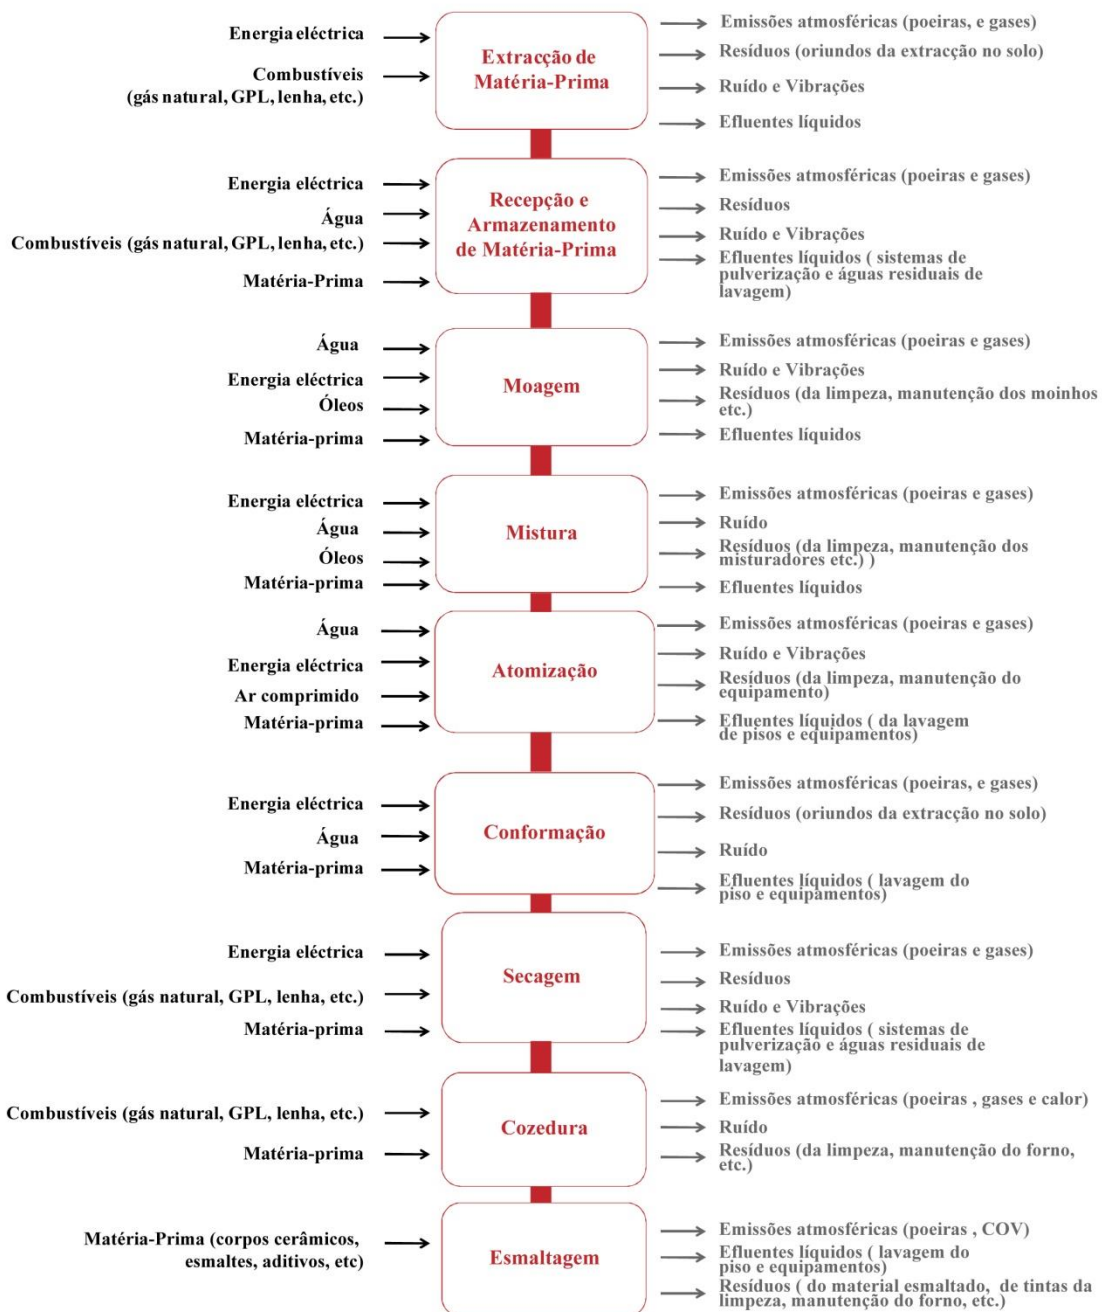 Energia eléctrica
Combustíveis
(gás natural, GPL, lenha, etc.)
Extracção de
Matéria-Prima
Emissões atmosféricas (poeiras, e gases)
Resíduos (oriundos da extracção no solo)
Ruído e Vibrações
Efluentes líquidos
Energia eléctrica
Água
Combustíveis (gás natural, GPL, lenha, etc.)
Matéria-Prima
Recepção e
Armazenamento
de Matéria-Prima
Emissões atmosféricas (poeiras e gases)
Resíduos
Ruído e Vibrações
Efluentes líquidos ( sistemas de
pulverização e águas residuais de
lavagem)
Água
Energia eléctrica
Óleos
Matéria-prima
Moagem
Emissões atmosféricas (poeiras e gases)
Ruído e Vibrações
Resíduos (da limpeza, manutenção dos moinhos
etc.)
Efluentes líquidos
Energia eléctrica
Água
Óleos
Matéria-prima
Mistura
Emissões atmosféricas (poeiras e gases)
Ruído
Resíduos (da limpeza, manutenção dos
misturadores etc.) )
Efluentes líquidos
Água
Energia eléctrica
Ar comprimido
Matéria-prima
Atomização
Emissões atmosféricas (poeiras e gases)
Ruído e Vibrações
Resíduos (da limpeza, manutenção do
equipamento)
Efluentes líquidos ( da lavagem
de pisos e equipamentos)
Energia eléctrica
Água
Matéria-prima
Conformação
Emissões atmosféricas (poeiras, e gases)
Resíduos (oriundos da extracção no solo)
Ruído
Efluentes líquidos ( lavagem do
piso e equipamentos)
Energia eléctrica
Combustíveis (gás natural, GPL, lenha, etc.)
Matéria-prima
Secagem
Emissões atmosféricas (poeiras e gases)
Resíduos
Ruído e Vibrações
Efluentes líquidos ( sistemas de
pulverização e águas residuais de
lavagem)
Combustíveis (gás natural, GPL, lenha, etc.)
Matéria-prima
Cozedura
Emissões atmosféricas (poeiras , gases e calor)
Ruído
Resíduos (da limpeza, manutenção do forno,
etc.)
Matéria-Prima (corpos cerâmicos,
esmaltes, aditivos, etc)
Esmaltagem
Emissões atmosféricas (poeiras , COV)
Efluentes líquidos ( lavagem do
piso e equipamentos)
Resíduos ( do material esmaltado, de tintas da
limpeza, manutenção do forno, etc.)